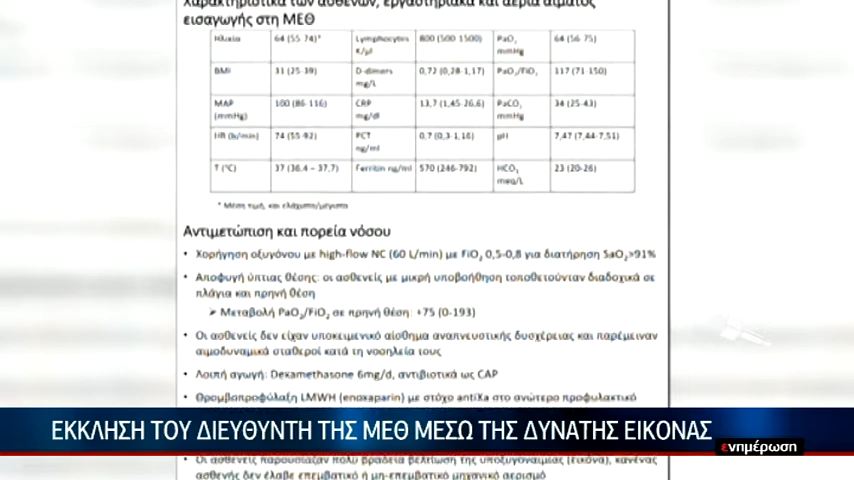 Χαρακτηριστικά των ασθενών, εργαστηριακά και αέρια αίματος
εισαγωγής στη ΜΕΘ
Ηλικία 64 (55-74)* Lymphocytes K/μl 800 (500-1500) PaO₂ mmHg 64 (56-75)
BMI 31 (25-39) D-dimers mg/L 0,72 (0,28-1,17) PaO₂/FiO₂ 117 (71-150)
MAP (mmHg) 100 (86-116) CRP mg/dl 13,7 (1,45-26,6) PaCO₂ mmHg 34 (25-43)
HR (b/min) 74 (55-92) PCT ng/ml 0,7 (0,3-1,16) pH 7,47 (7,44-7,51)
T (°C) 37 (36,4 – 37,7) Ferritin ng/ml 570 (246-792) HCO₃ meq/L 23 (20-26)
* Μέση τιμή, και ελάχιστο/μέγιστο
Αντιμετώπιση και πορεία νόσου
• Χορήγηση οξυγόνου με high-flow NC (60 L/min) με FiO₂ 0,5-0,8 για διατήρηση SaO₂>91%
• Αποφυγή ύπτιας θέσης: οι ασθενείς με μικρή υποβοήθηση τοποθετούνταν διαδοχικά σε
πλάγια και πρηνή θέση
➢ Μεταβολή PaO₂/FiO₂ σε πρηνή θέση: +75 (0-193)
• Οι ασθενείς δεν είχαν υποκειμενικό αίσθημα αναπνευστικής δυσχέρειας και παρέμειναν
αιμοδυναμικά σταθεροί κατά τη νοσηλεία τους
• Λοιπή αγωγή: Dexamethasone 6mg/d, αντιβιοτικά ως CAP
• Θρομβοπροφύλαξη LMWH (enoxaparin) με στόχο antiXa στο ανώτερο προφυλακτικό
ΕΚΚΛΗΣΗ ΤΟΥ ΔΙΕΥΘΥΝΤΗ ΤΗΣ ΜΕΘ ΜΕΣΩ ΤΗΣ ΔΥΝΑΤΗΣ ΕΙΚΟΝΑΣ
ενημέρωση
• Οι ασθενείς παρουσίαζαν πολύ βραδεία βελτίωση της υποξυγοναιμίας (εικόνα), κανένας
ασθενής δεν έλαβε επεμβατικό ή μη-επεμβατικό μηχανικό αερισμό